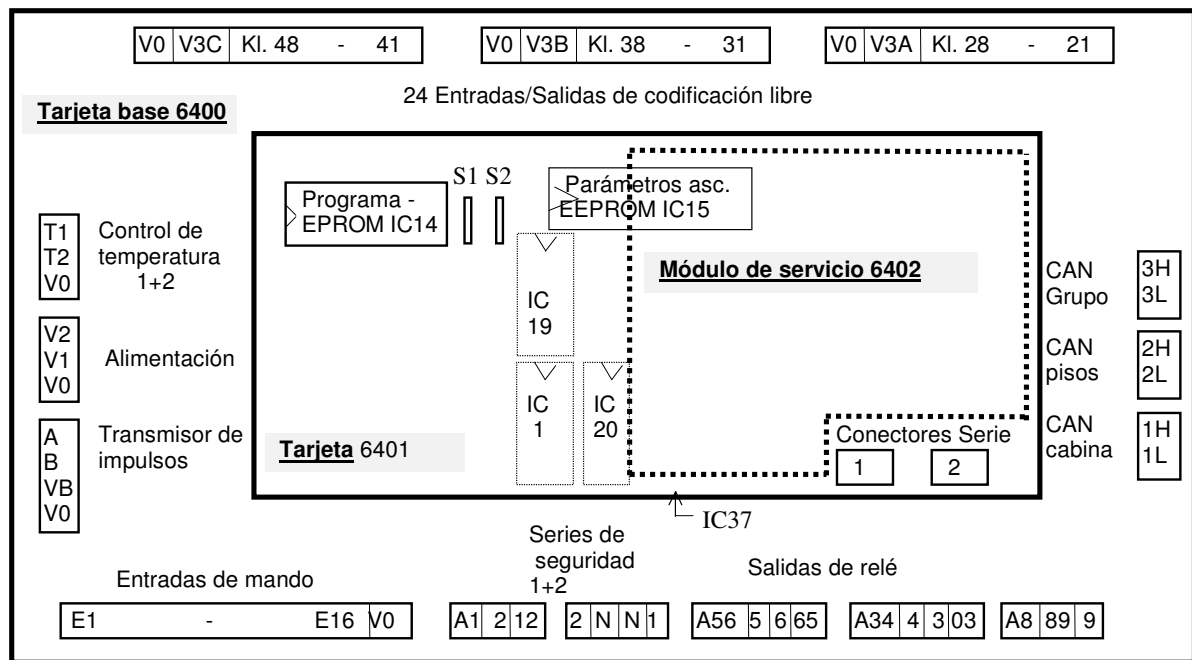 V0 V3C Kl. 48 - 41
V0 V3B Kl. 38 - 31
V0 V3A Kl. 28 - 21
24 Entradas/Salidas de codificación libre
Tarjeta base 6400
S1 S2
Programa -
EPROM IC14
Parámetros asc.
EEPROM IC15
T1
T2
V0
Control de
temperatura
1+2
IC
19
Módulo de servicio 6402
CAN
Grupo
3H
3L
V2
V1
V0
Alimentación
CAN
pisos
2H
2L
A
B
VB
V0
Transmisor de
impulsos
Tarjeta 6401
IC
1
IC
20
Conectores Serie
1
2
CAN
cabina
1H
1L
IC37
Series de
seguridad
1+2
Entradas de mando
Salidas de relé
E1 - E16 V0
A1 2 12
2 N N 1
A56 5 6 65
A34 4 3 03
A8 89 9